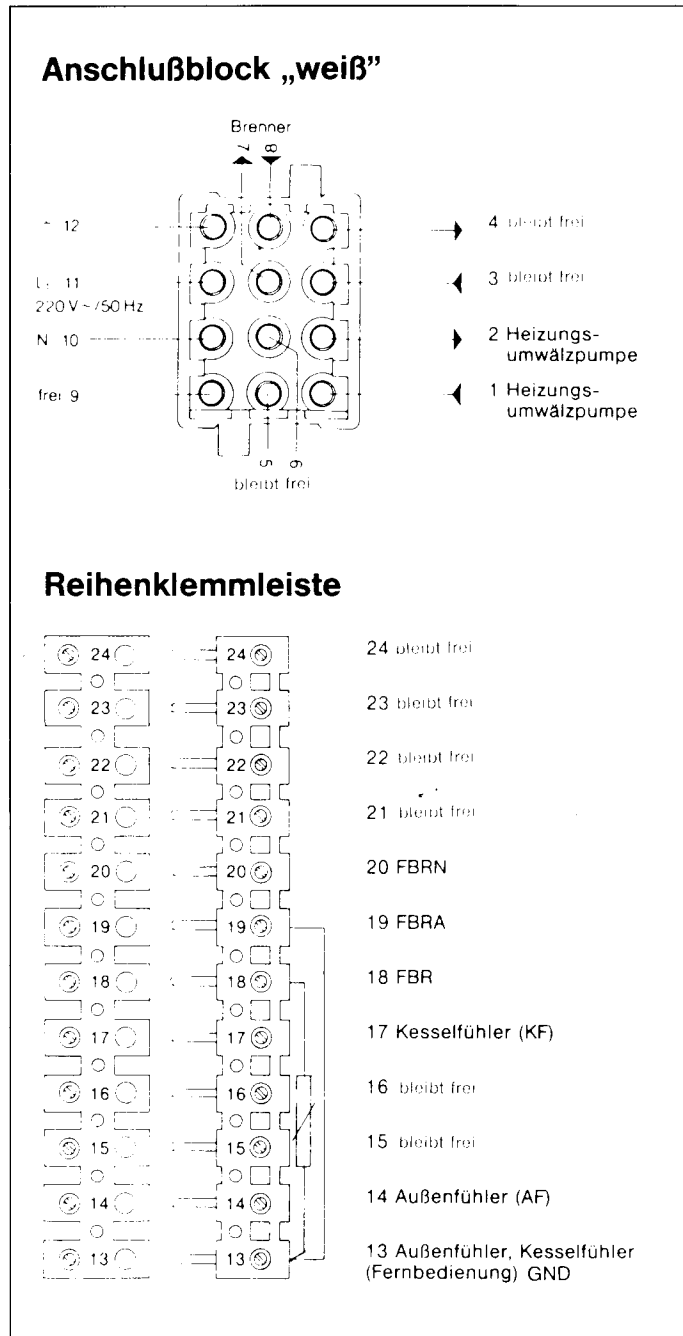 Anschlußblock „weiß”
Brenner
7 8
12
4 bleibt frei
11
3 bleibt frei
220 V~/50 Hz
N 10
2 Heizungs-
umwälzpumpe
frei 9
1 Heizungs-
umwälzpumpe
5 6
bleibt frei
Reihenklemmleiste
24 24 24 bleibt frei
23 23 23 bleibt frei
22 22 22 bleibt frei
21 21 21 bleibt frei
20 20 20 FBRN
19 19 19 FBRA
18 18 18 FBR
17 17 17 Kesselfühler (KF)
16 16 16 bleibt frei
15 15 15 bleibt frei
14 14 14 Außenfühler (AF)
13 13 13 Außenfühler, Kesselfühler
(Fernbedienung) GND